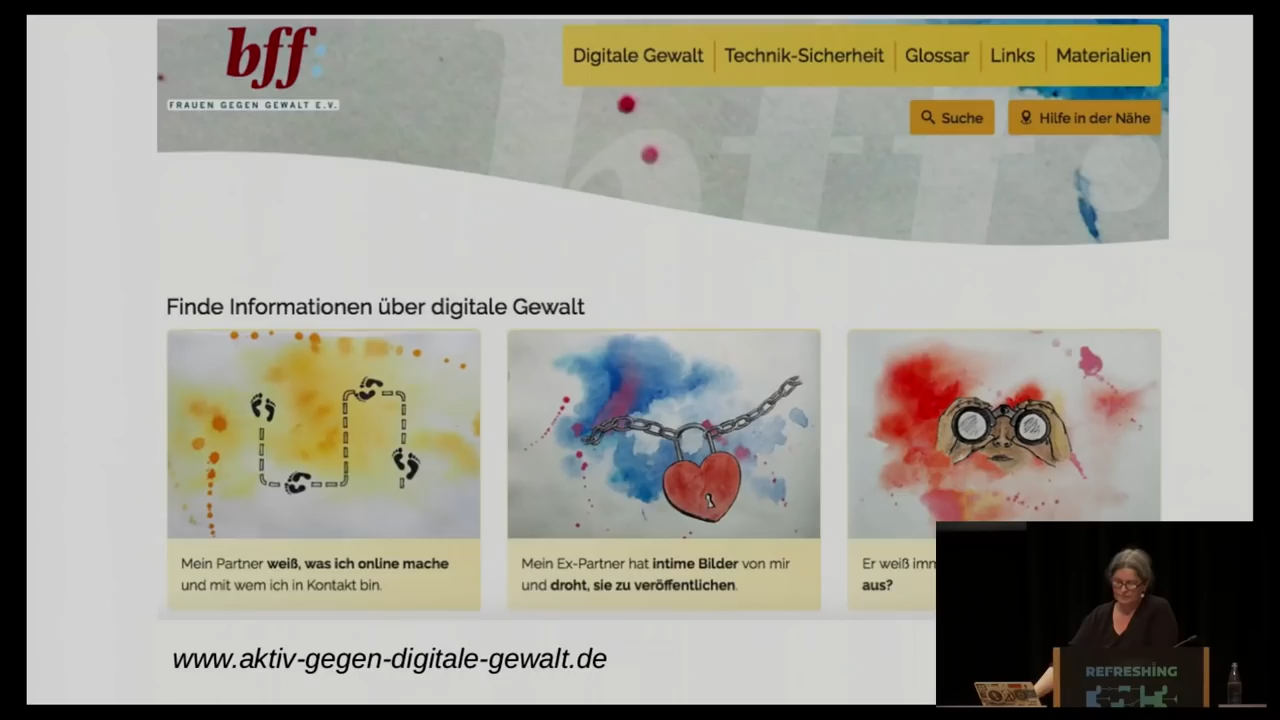 bff:
FRAUEN GEGEN GEWALT E.V.
Digitale Gewalt
Technik-Sicherheit
Glossar
Links
Materialien
Suche
Hilfe in der Nähe
Finde Informationen über digitale Gewalt
Mein Partner weiß, was ich online mache
und mit wem ich in Kontakt bin.
Mein Ex-Partner hat intime Bilder von mir
und droht, sie zu veröffentlichen.
Er weiß
aus?
www.aktiv-gegen-digitale-gewalt.de
REFRESHING